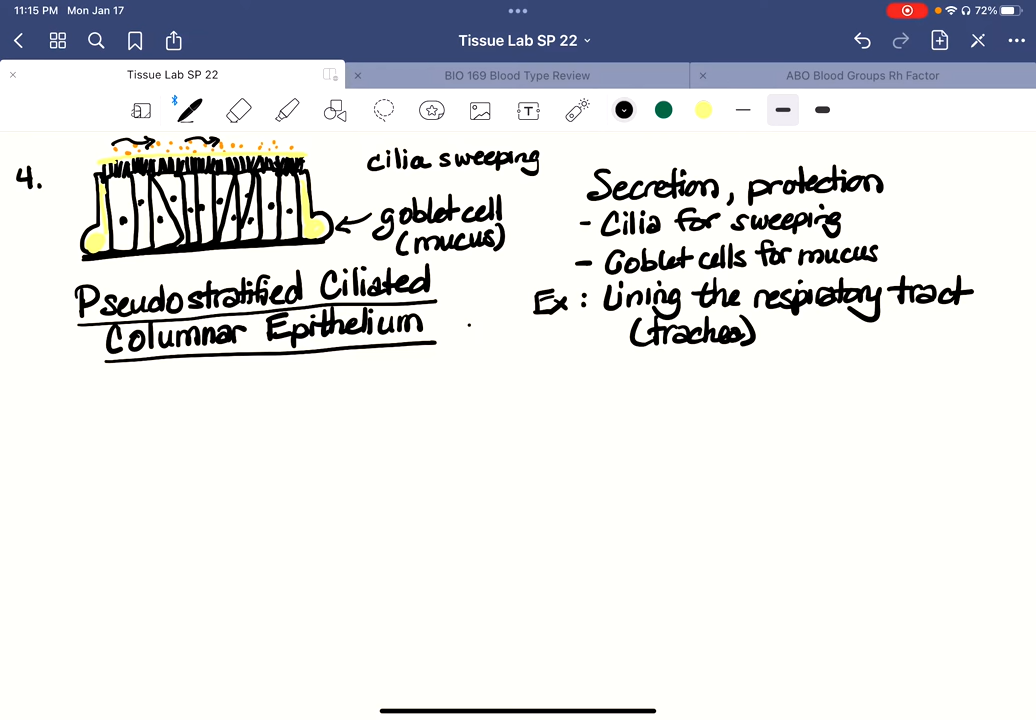 11:15 PM Mon Jan 17
72%
Tissue Lab SP 22
Tissue Lab SP 22
BIO 169 Blood Type Review
ABO Blood Groups Rh Factor
T
4.
cilia sweeping
goblet cell
(mucus)
Pseudostratified Ciliated
Columnar Epithelium
Secretion, protection
- Cilia for sweeping
- Goblet cells for mucus
Ex: Lining the respiratory tract
(trachea)